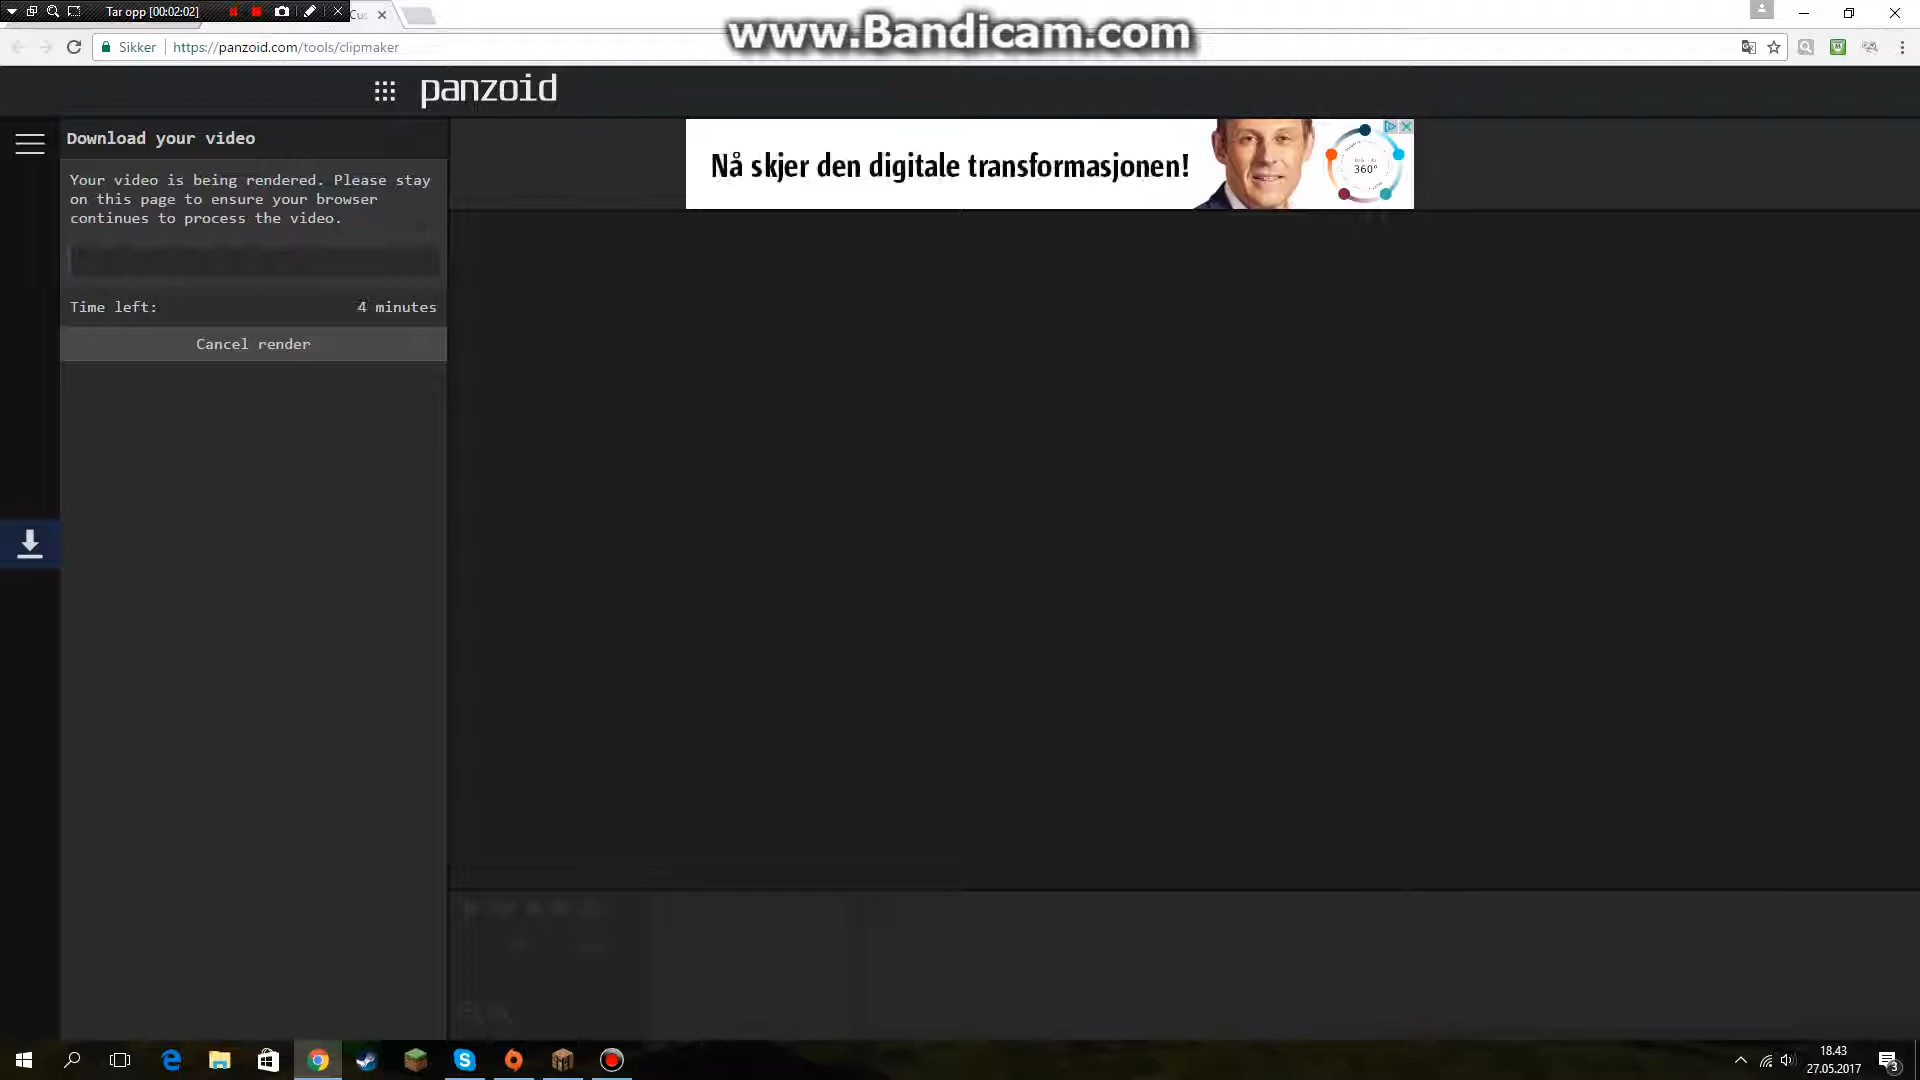 Tar opp [00:02:02]
www.Bandicam.com
Sikker https://panzoid.com/tools/clipmaker
panzoid
Download your video
Nå skjer den digitale transformasjonen!
360°
Your video is being rendered. Please stay
on this page to ensure your browser
continues to process the video.
Time left: 4 minutes
Cancel render
18.43
27.05.2017
3